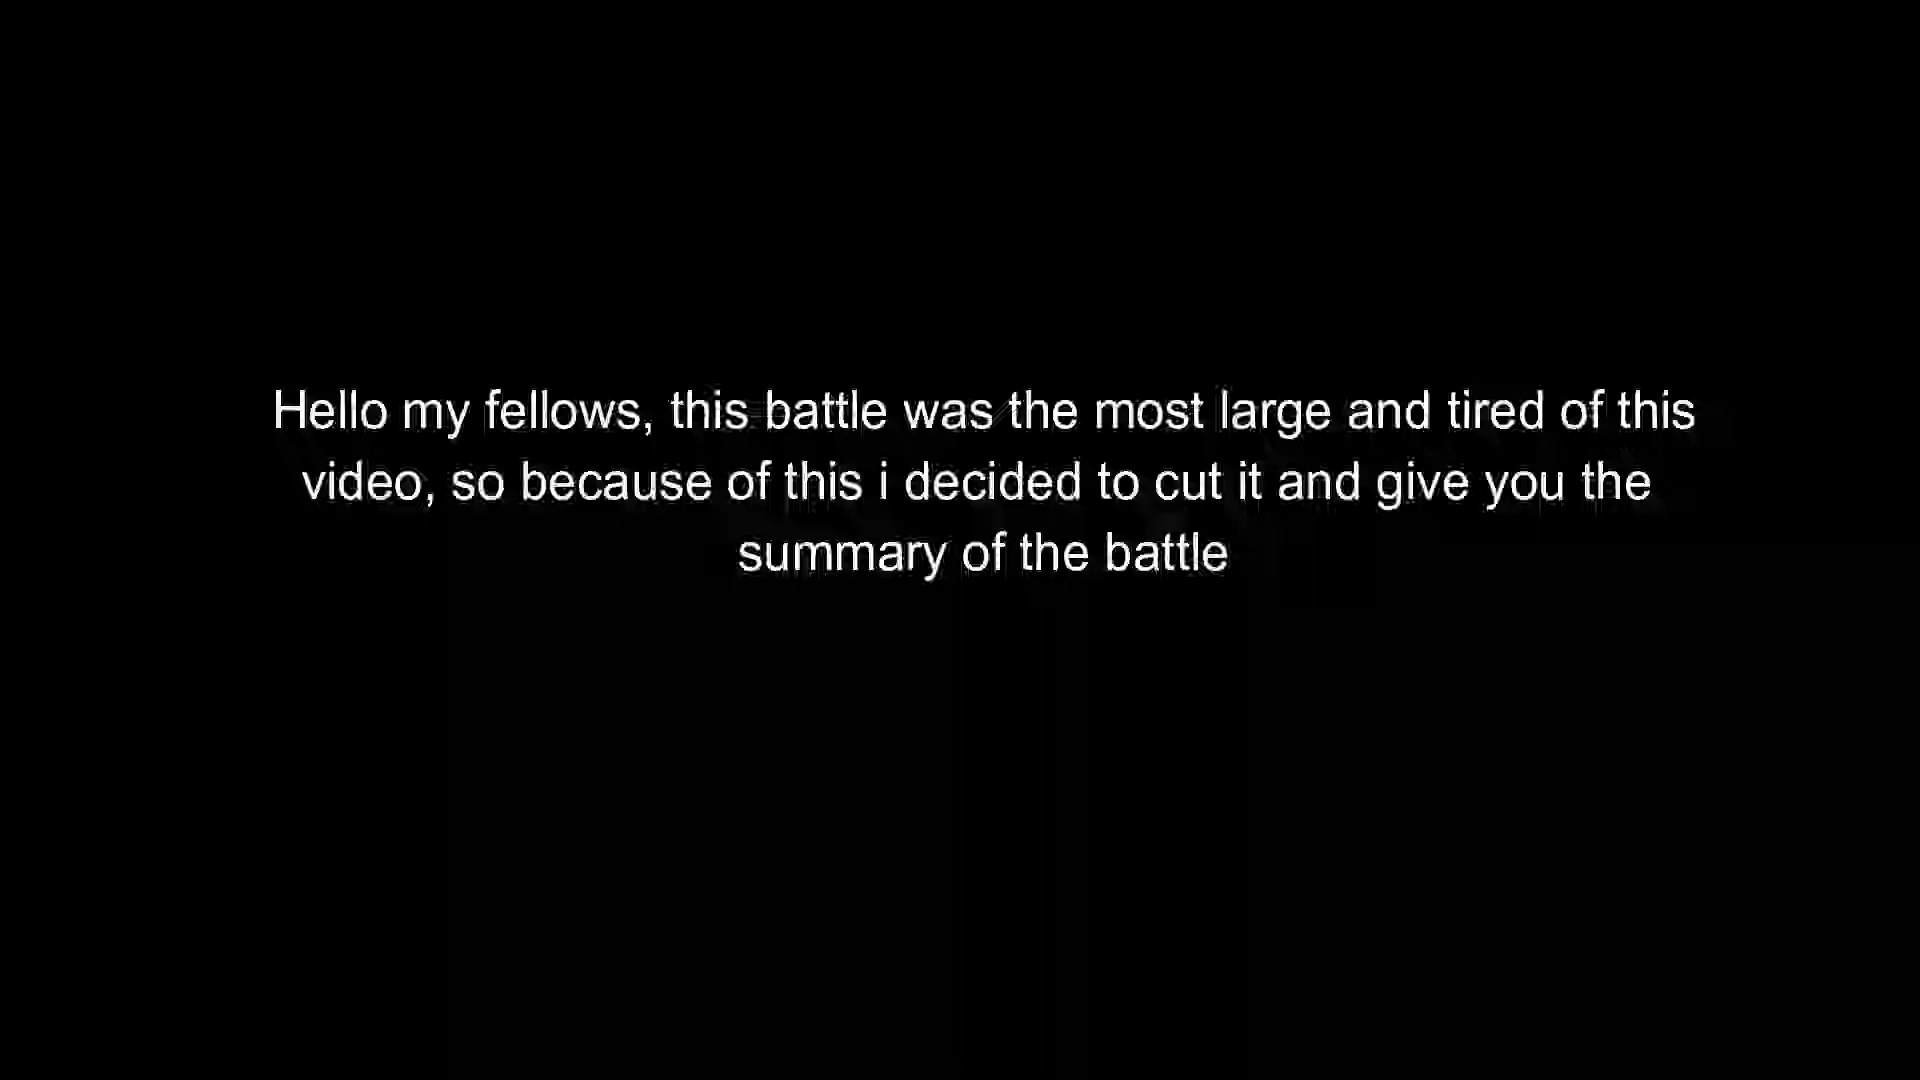 Hello my fellows, this battle was the most large and tired of this
video, so because of this i decided to cut it and give you the
summary of the battle